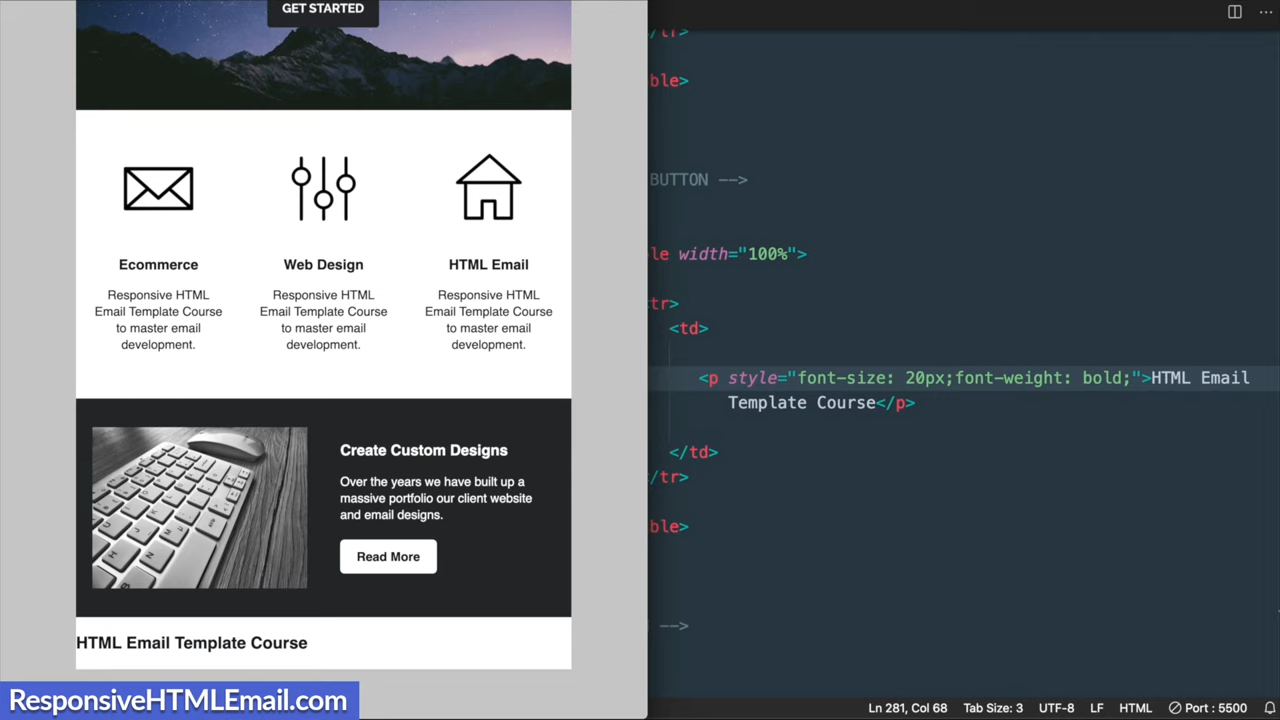 GET STARTED
Ecommerce
Responsive HTML
Email Template Course
to master email
development.
Web Design
Responsive HTML
Email Template Course
to master email
development.
HTML Email
Responsive HTML
Email Template Course
to master email
development.
Create Custom Designs
Over the years we have built up a
massive portfolio our client website
and email designs.
Read More
HTML Email Template Course
ResponsiveHTMLEmail.com
/tr>
ble>
BUTTON -->
le width="100%">
tr>
<td>
<p style="font-size: 20px;font-weight: bold;">HTML Email
Template Course</p>
</td>
/tr>
ble>
-->
Ln 281, Col 68 Tab Size: 3 UTF-8 LF HTML Port : 5500